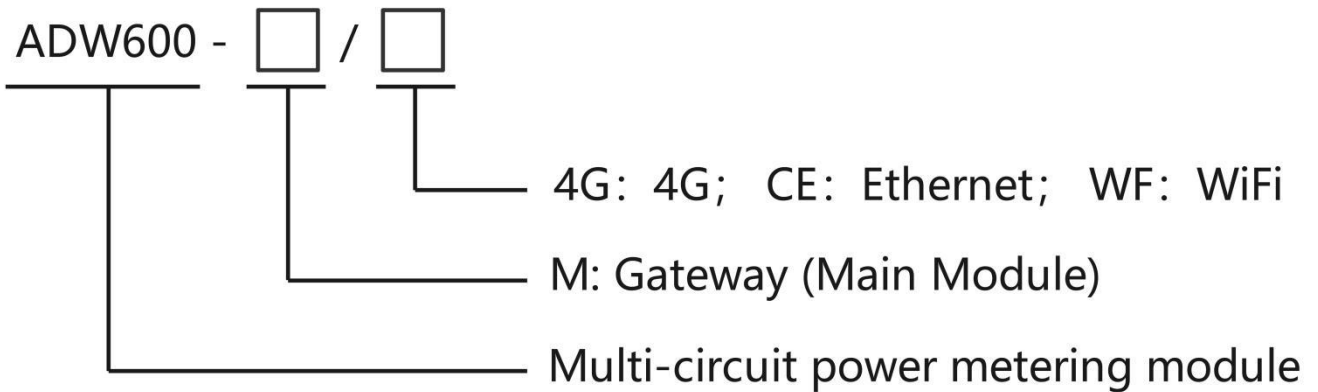 ADW600 - □ / □
4G: 4G; CE: Ethernet; WF: WiFi
M: Gateway (Main Module)
Multi-circuit power metering module